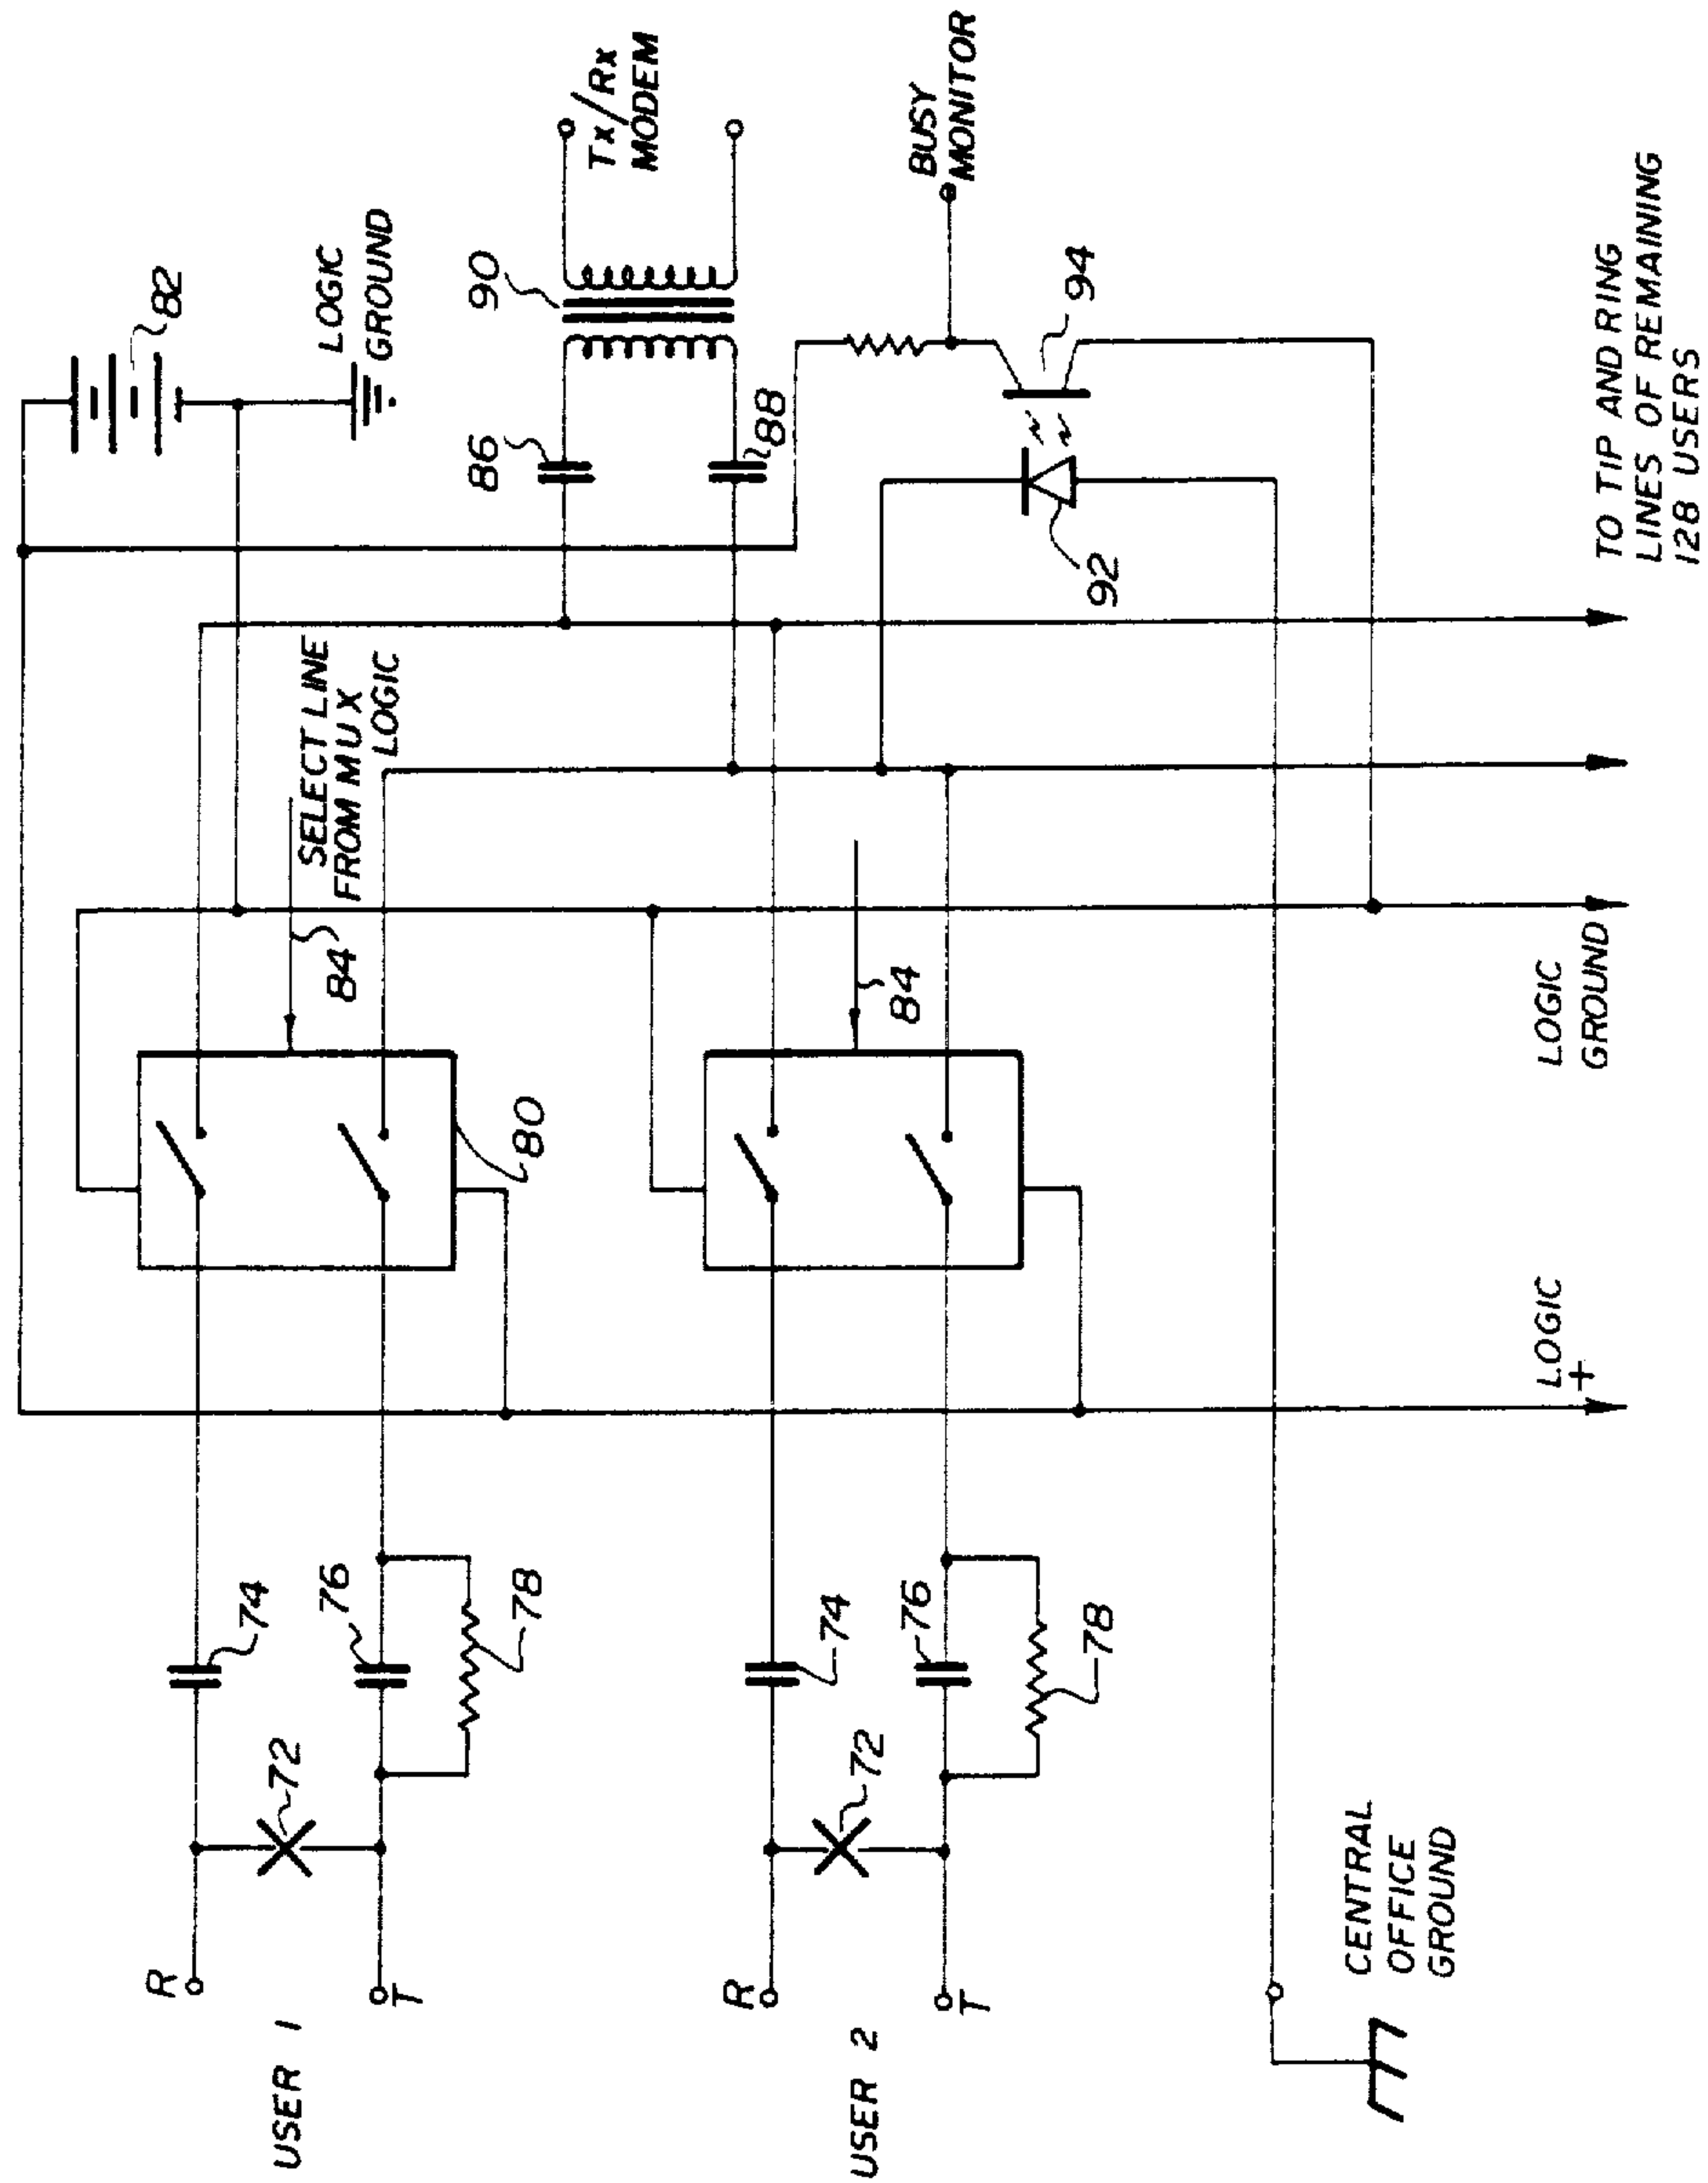 USER 1
R
T
72
74
76
78
80
84
SELECT LINE
FROM MUX
LOGIC
82
LOGIC
GROUND
86
88
90
Tx/Rx
MODEM
USER 2
R
T
72
74
76
78
84
92
94
BUSY
MONITOR
CENTRAL
OFFICE
GROUND
LOGIC
+
LOGIC
GROUND
TO TIP AND RING
LINES OF REMAINING
128 USERS